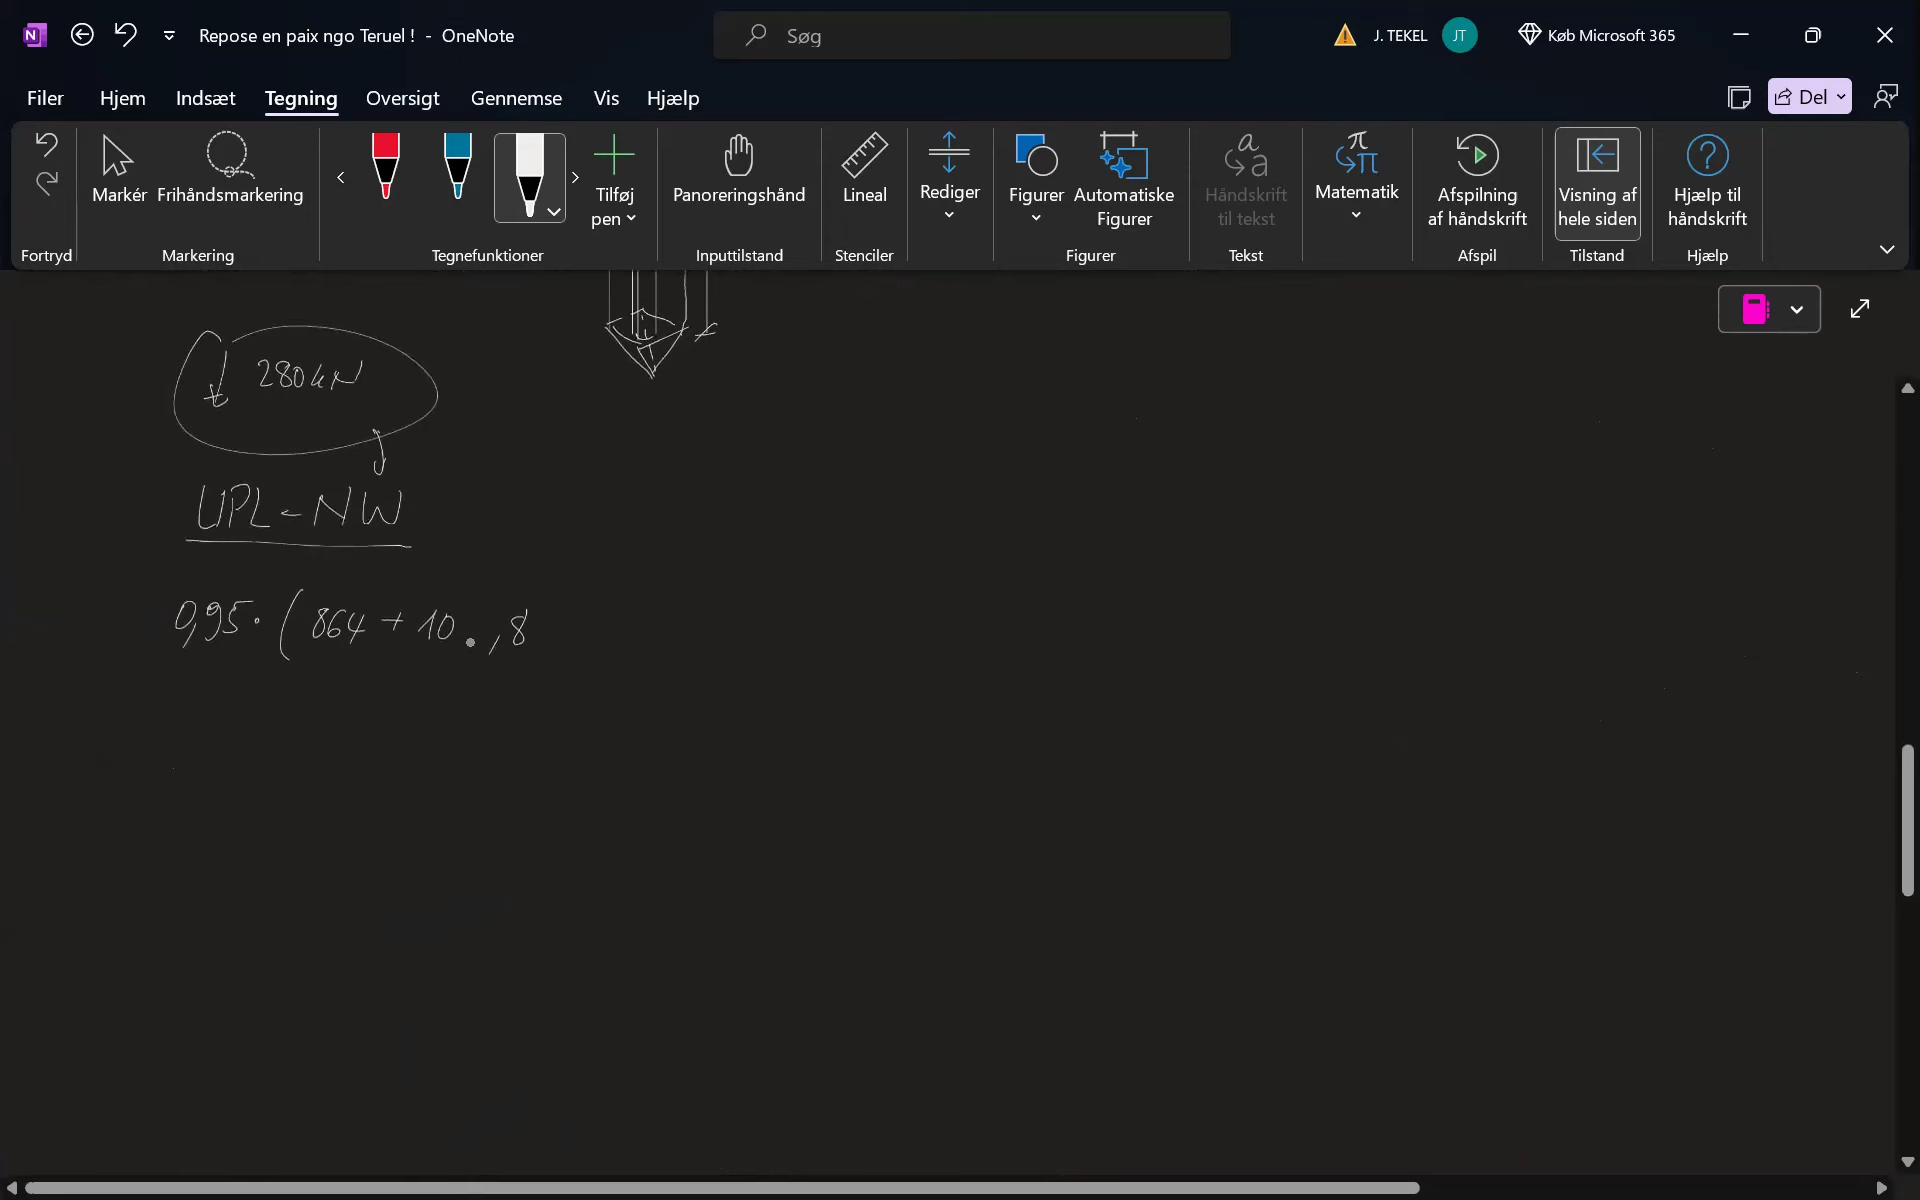 Repose en paix ngo Teruel ! - OneNote
Søg
J. TEKEL
JT
Køb Microsoft 365
Filer
Hjem
Indsæt
Tegning
Oversigt
Gennemse
Vis
Hjælp
Del
Markér
Frihåndsmarkering
Tilføj
pen
Panoreringshånd
Lineal
Rediger
Figurer
Automatiske
Figurer
Håndskrift
til tekst
Matematik
Afspilning
af håndskrift
Visning af
hele siden
Hjælp til
håndskrift
Fortryd
Markering
Tegnefunktioner
Inputtilstand
Stenciler
Figurer
Tekst
Afspil
Tilstand
Hjælp
280 kN
UPL-NW
0,95·(864+10.,8